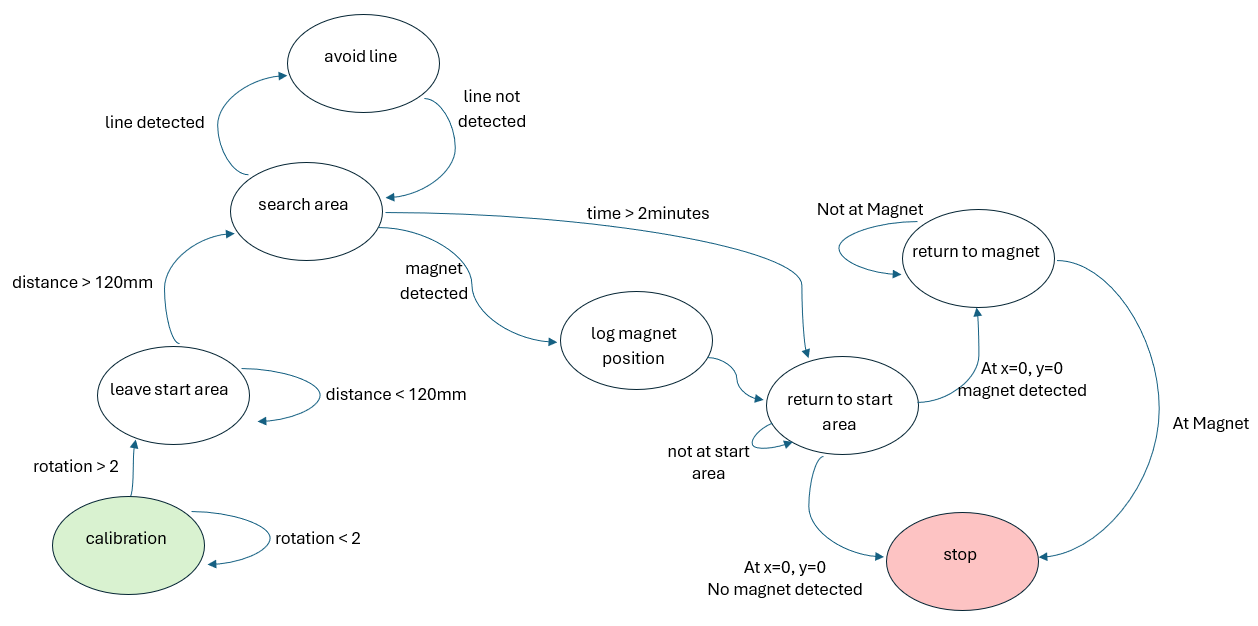 avoid line
line not
detected
line detected
search area
time > 2minutes
Not at Magnet
return to magnet
magnet
detected
distance > 120mm
log magnet
position
At x=0, y=0
magnet detected
leave start area
distance < 120mm
return to start
area
At Magnet
not at start
area
rotation > 2
calibration
rotation < 2
stop
At x=0, y=0
No magnet detected